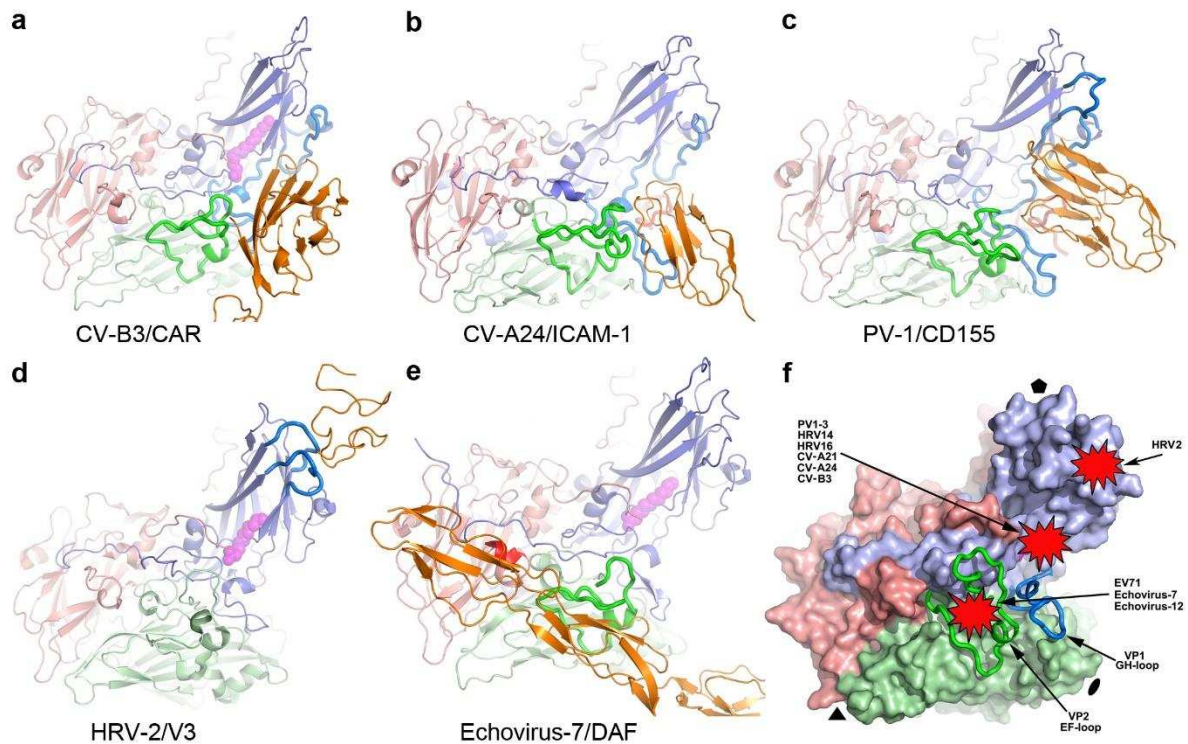 a
b
c
CV-B3/CAR
CV-A24/ICAM-1
PV-1/CD155
d
e
f
HRV-2/V3
Echovirus-7/DAF
PV1-3
HRV14
HRV16
CV-A21
CV-A24
CV-B3
HRV2
EV71
Echovirus-7
Echovirus-12
VP1
GH-loop
VP2
EF-loop